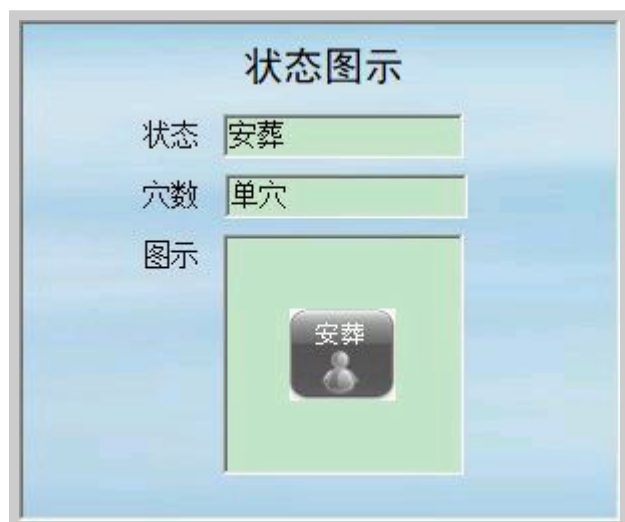 状态图示
状态 安葬
穴数 单穴
图示
安葬